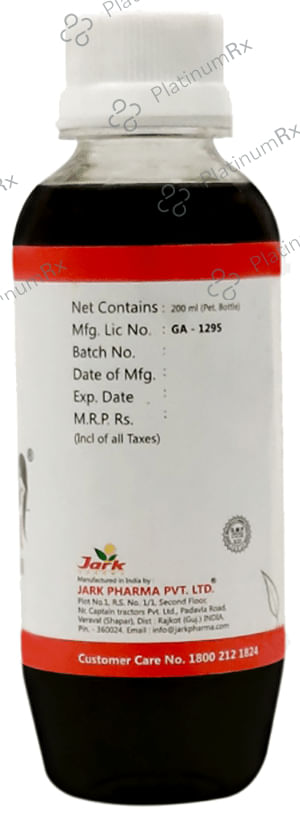 PlatinumRx
PlatinumRx
PlatinumRx
Net Contains : 200 ml (Pet. Bottle)
Mfg. Lic No. : GA - 1295
Batch No. :
Date of Mfg. :
Exp. Date :
M.R.P. Rs. :
(Incl of all Taxes)
®
Jark
PHARMA
Manufactured in India by :
JARK PHARMA PVT. LTD.®
Plot No.1, R.S. No. 1/1, Second Floor,
Nr. Captain tractors Pvt. Ltd., Padavla Road,
Veraval (Shapar), Dist : Rajkot (Guj.) INDIA.
Pin. - 360024. Email : info@jarkpharma.com
Customer Care No. 1800 212 1824